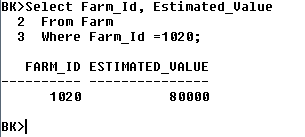 BK>Select Farm_Id, Estimated_Value
2 From Farm
3 Where Farm_Id =1020;
FARM_ID ESTIMATED_VALUE
---------- ---------------
1020 80000
BK>